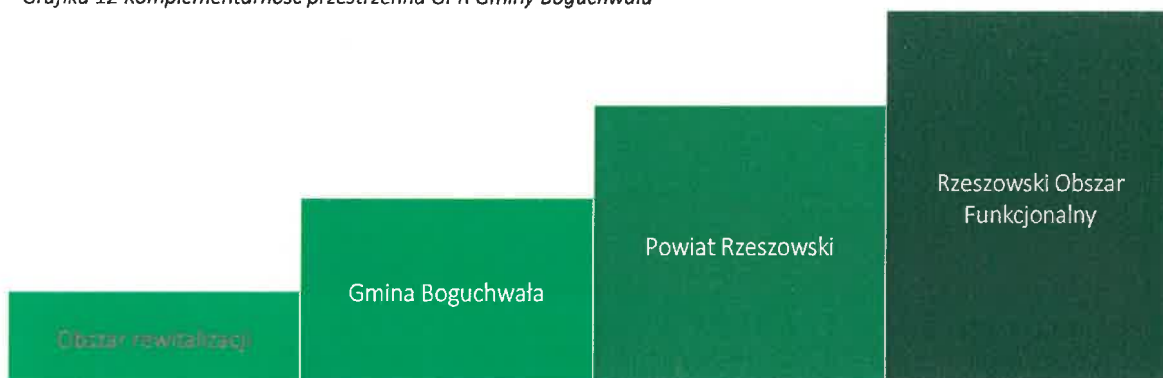 Grafika 12 Komplementarność przestrzenna GPR Gminy Boguchwała
Rzeszowski Obszar
Funkcjonalny
Powiat Rzeszowski
Gmina Boguchwała
Obszar rewitalizacji